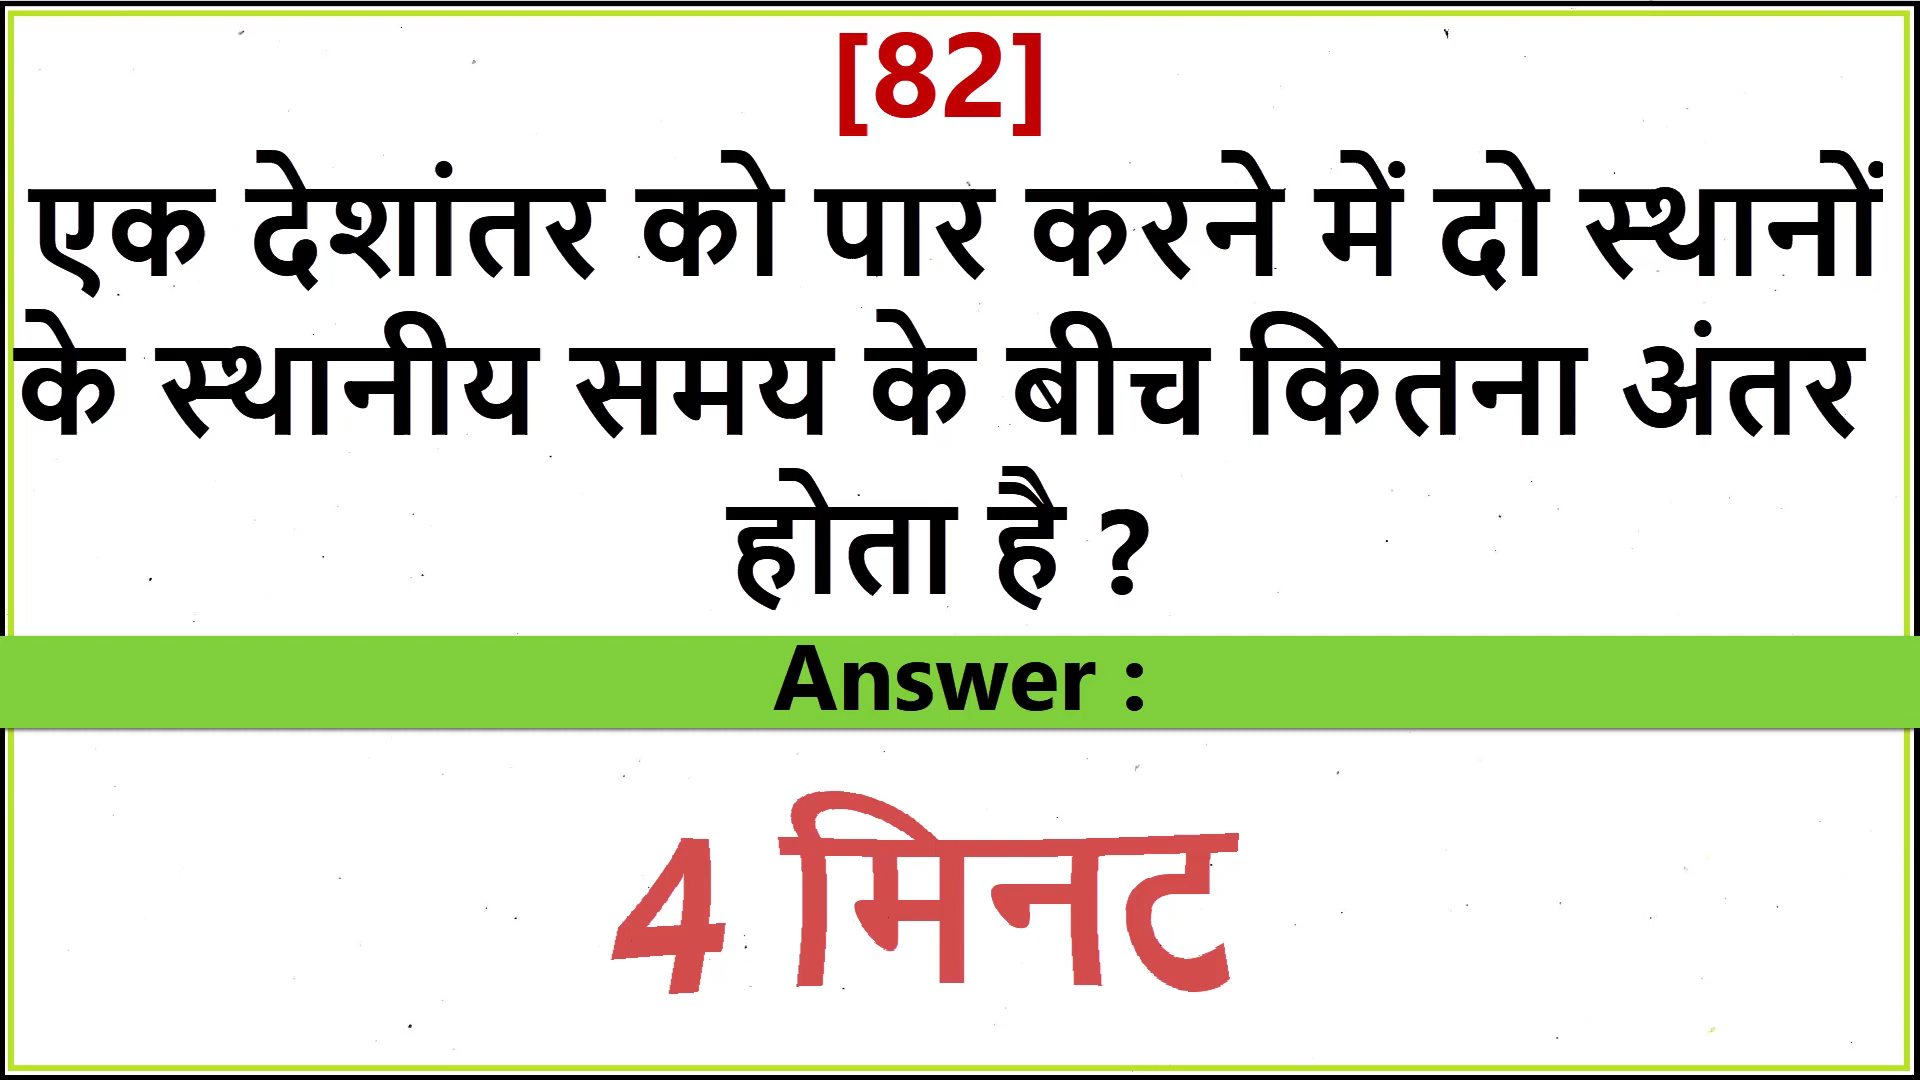 [82]
एक देशांतर को पार करने में दो स्थानों
के स्थानीय समय के बीच कितना अंतर
होता है ?
Answer :
4 मिनट